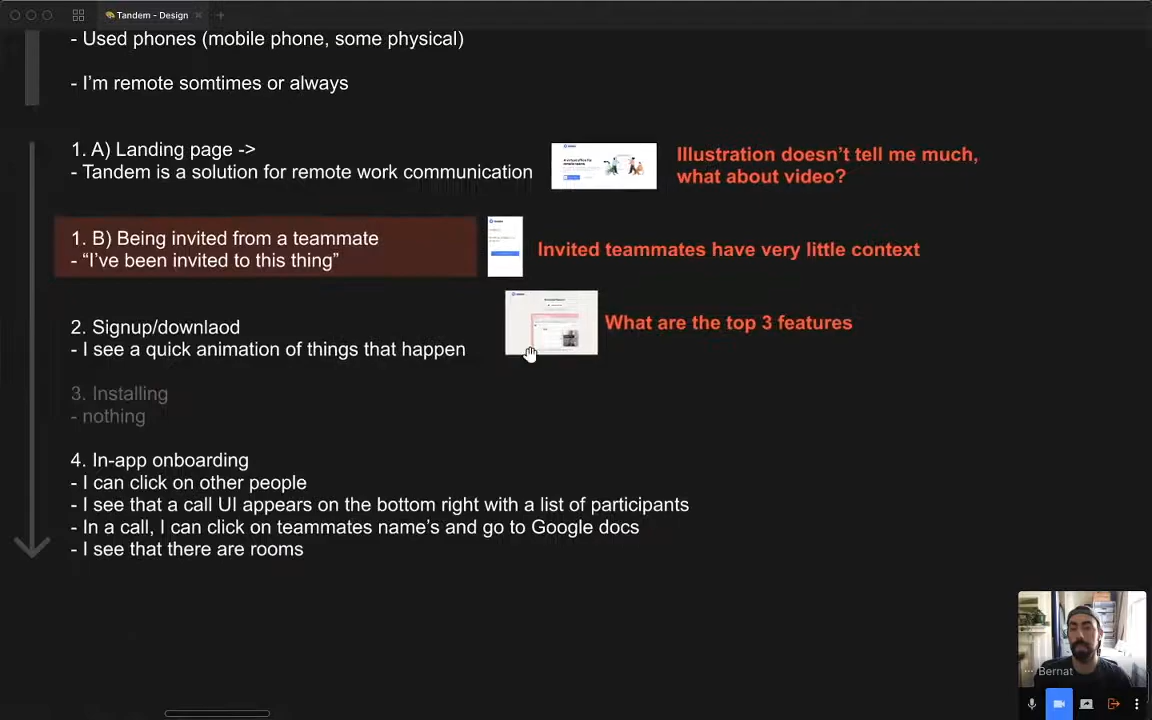 Tandem - Design
- Used phones (mobile phone, some physical)
- I’m remote somtimes or always
1. A) Landing page ->
- Tandem is a solution for remote work communication
Illustration doesn’t tell me much,
what about video?
1. B) Being invited from a teammate
- “I’ve been invited to this thing”
Invited teammates have very little context
2. Signup/downlaod
- I see a quick animation of things that happen
What are the top 3 features
3. Installing
- nothing
4. In-app onboarding
- I can click on other people
- I see that a call UI appears on the bottom right with a list of participants
- In a call, I can click on teammates name’s and go to Google docs
- I see that there are rooms
Bernat